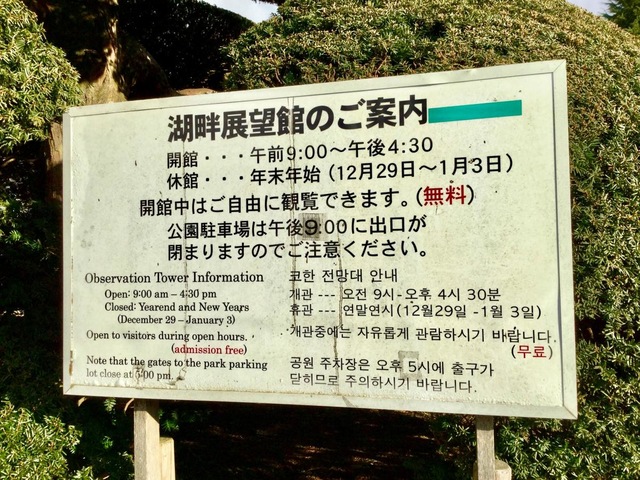 湖畔展望館のご案内
開館・・・午前9:00～午後4:30
休館・・・年末年始(12月29日～1月3日)
開館中はご自由に観覧できます。(無料)
公園駐車場は午後9:00に出口が
閉まりますのでご注意ください。
Observation Tower Information
Open: 9:00 am – 4:30 pm
Closed: Yearend and New Years
(December 29 – January 3)
Open to visitors during open hours.
(admission free)
Note that the gates to the park parking
lot close at 5:00 pm.
코한 전망대 안내
개관 --- 오전 9시-오후 4시 30분
휴관 --- 연말연시(12월29일 -1월 3일)
개관중에는 자유롭게 관람하시기 바랍니다.
(무료)
공원 주차장은 오후 5시에 출구가
닫히므로 주의하시기 바랍니다.